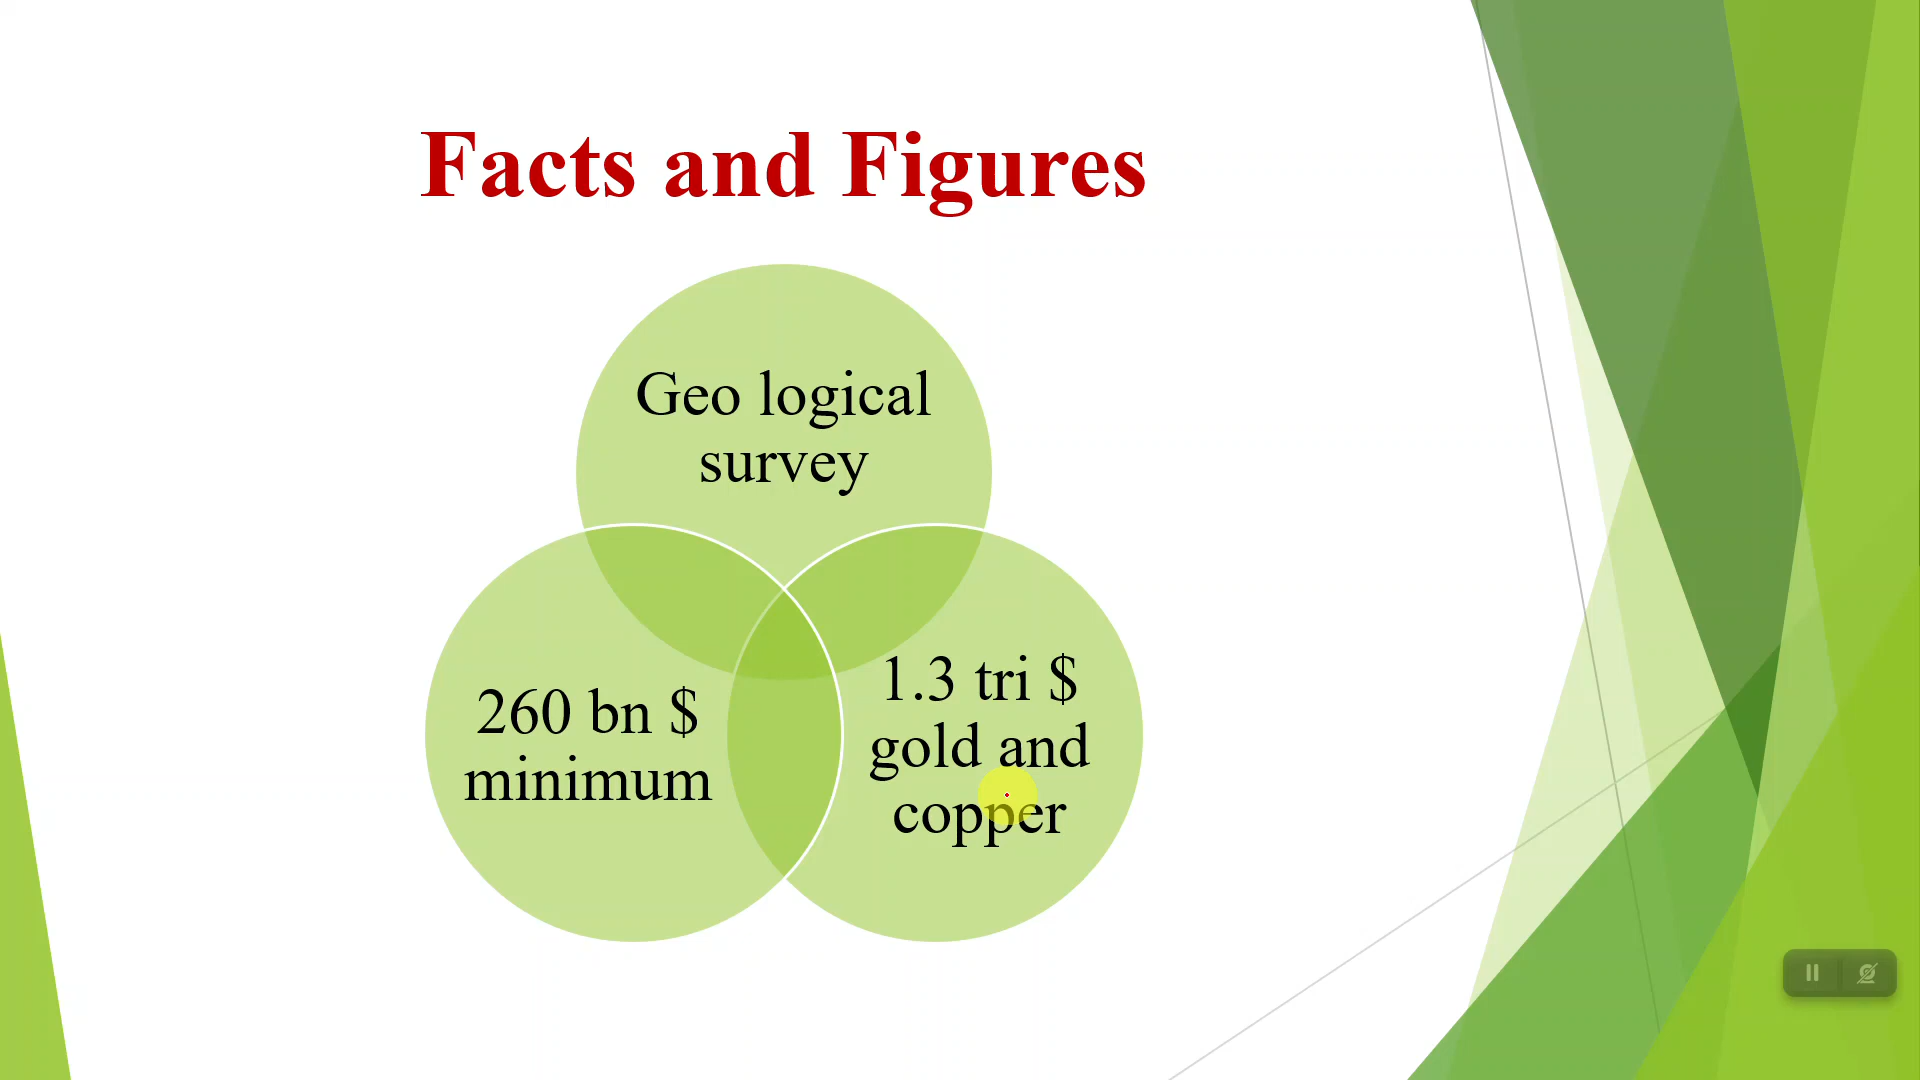 Facts and Figures
Geo logical
survey
260 bn $
minimum
1.3 tri $
gold and
copper